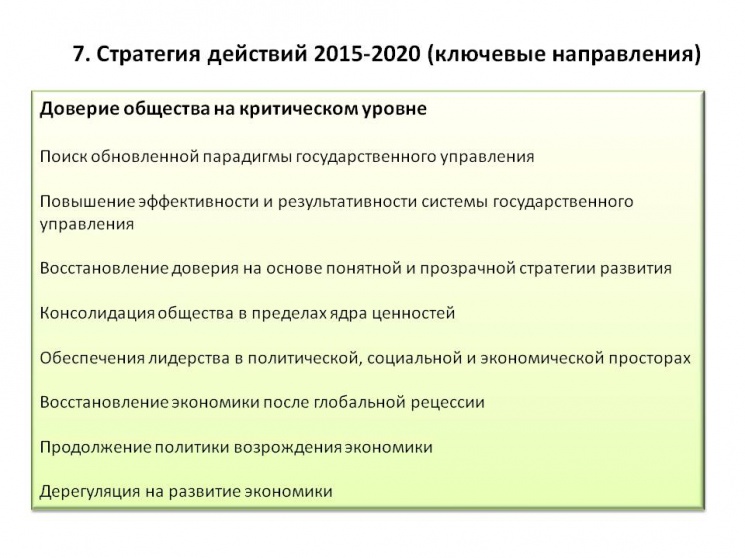 7. Стратегия действий 2015-2020 (ключевые направления)
Доверие общества на критическом уровне
Поиск обновленной парадигмы государственного управления
Повышение эффективности и результативности системы государственного
управления
Восстановление доверия на основе понятной и прозрачной стратегии развития
Консолидация общества в пределах ядра ценностей
Обеспечения лидерства в политической, социальной и экономической просторах
Восстановление экономики после глобальной рецессии
Продолжение политики возрождения экономики
Дерегуляция на развитие экономики